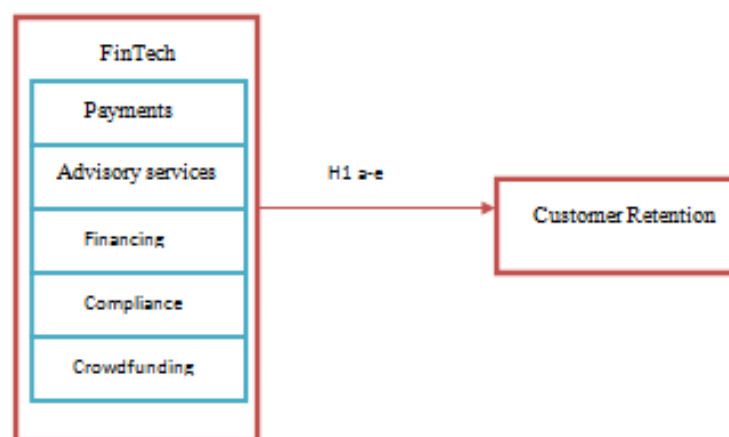 FinTech
Payments
Advisory services
H1 a-e
Customer Retention
Financing
Compliance
Crowdfunding